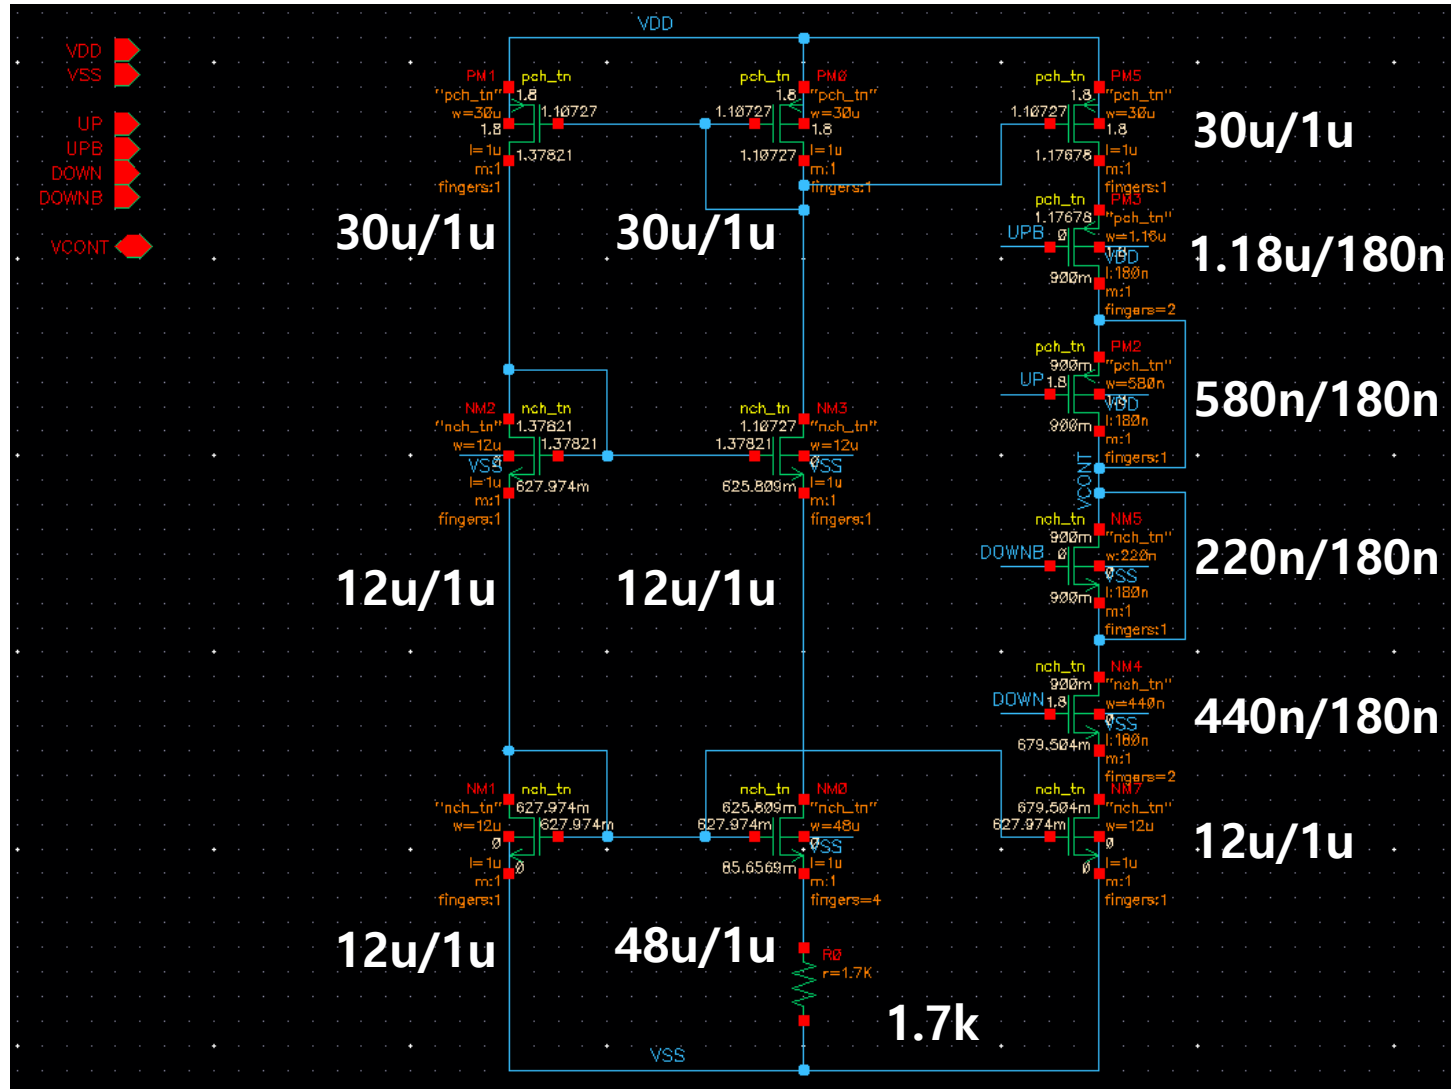 VDD
VDD
VSS
UP
UPB
DOWN
DOWNB
VCONT
PM1
pch_tn
"pch_tn"
1.8
w=30u
1.10727
1.8
l=1u
1.37821
m:1
fingers:1
30u/1u
PM0
pch_tn
"pch_tn"
1.8
w=30u
1.10727
1.8
l=1u
1.10727
m:1
fingers:1
30u/1u
PM5
pch_tn
"pch_tn"
1.8
w=30u
1.10727
1.8
l=1u
1.17678
m:1
fingers:1
30u/1u
PM3
pch_tn
"pch_tn"
1.17678
w=1.16u
UPB
0
1.8
VDD
l:180n
900m
m:1
fingers=2
1.18u/180n
PM2
pch_tn
"pch_tn"
900m
w=580n
UP
1.8
VDD
l:180n
900m
m:1
fingers:1
580n/180n
VCONT
NM2
nch_tn
"nch_tn"
1.37821
w=12u
1.37821
VSS
0
l=1u
627.974m
m:1
fingers:1
12u/1u
NM3
nch_tn
"nch_tn"
1.10727
w=12u
1.37821
0
VSS
l=1u
625.809m
m:1
fingers:1
12u/1u
NM5
nch_tn
"nch_tn"
900m
w:220n
DOWNB
0
0
VSS
l:180n
900m
m:1
fingers:1
220n/180n
NM4
nch_tn
"nch_tn"
900m
w=440n
DOWN
1.8
0
VSS
l:180n
679.504m
m:1
fingers=2
440n/180n
NM1
nch_tn
"nch_tn"
627.974m
w=12u
627.974m
0
l=1u
0
m:1
fingers:1
12u/1u
NM0
nch_tn
"nch_tn"
625.809m
w=48u
627.974m
0
VSS
l=1u
85.6569m
m:1
fingers=4
48u/1u
NM7
nch_tn
"nch_tn"
679.504m
w=12u
627.974m
0
l=1u
0
m:1
fingers:1
12u/1u
R0
r=1.7K
1.7k
VSS